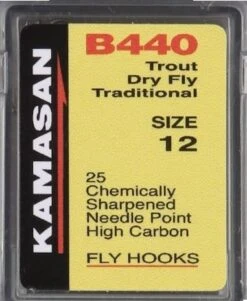 KAMASAN
B440
Trout
Dry Fly
Traditional
SIZE
12
25
Chemically
Sharpened
Needle Point
High Carbon
FLY HOOKS